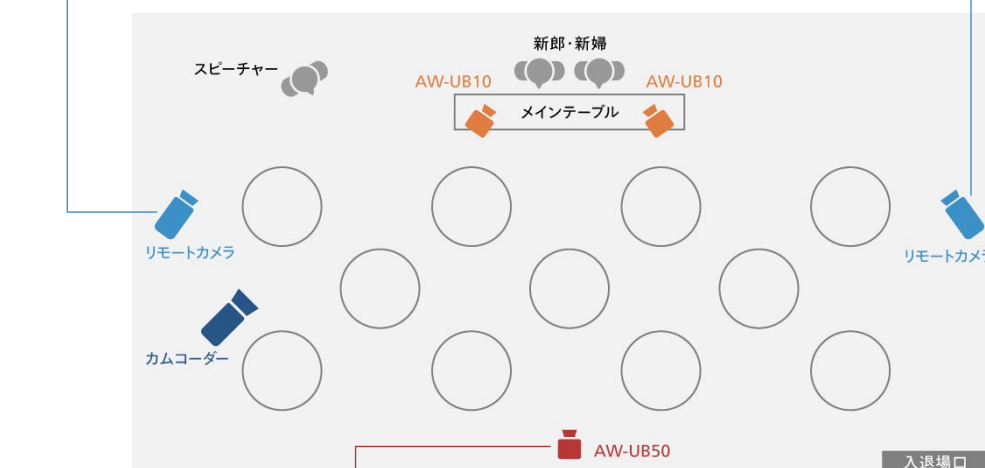 新郎・新婦
スピーチャー
AW-UB10
AW-UB10
メインテーブル
リモートカメラ
リモートカメラ
カムコーダー
AW-UB50
入退場口